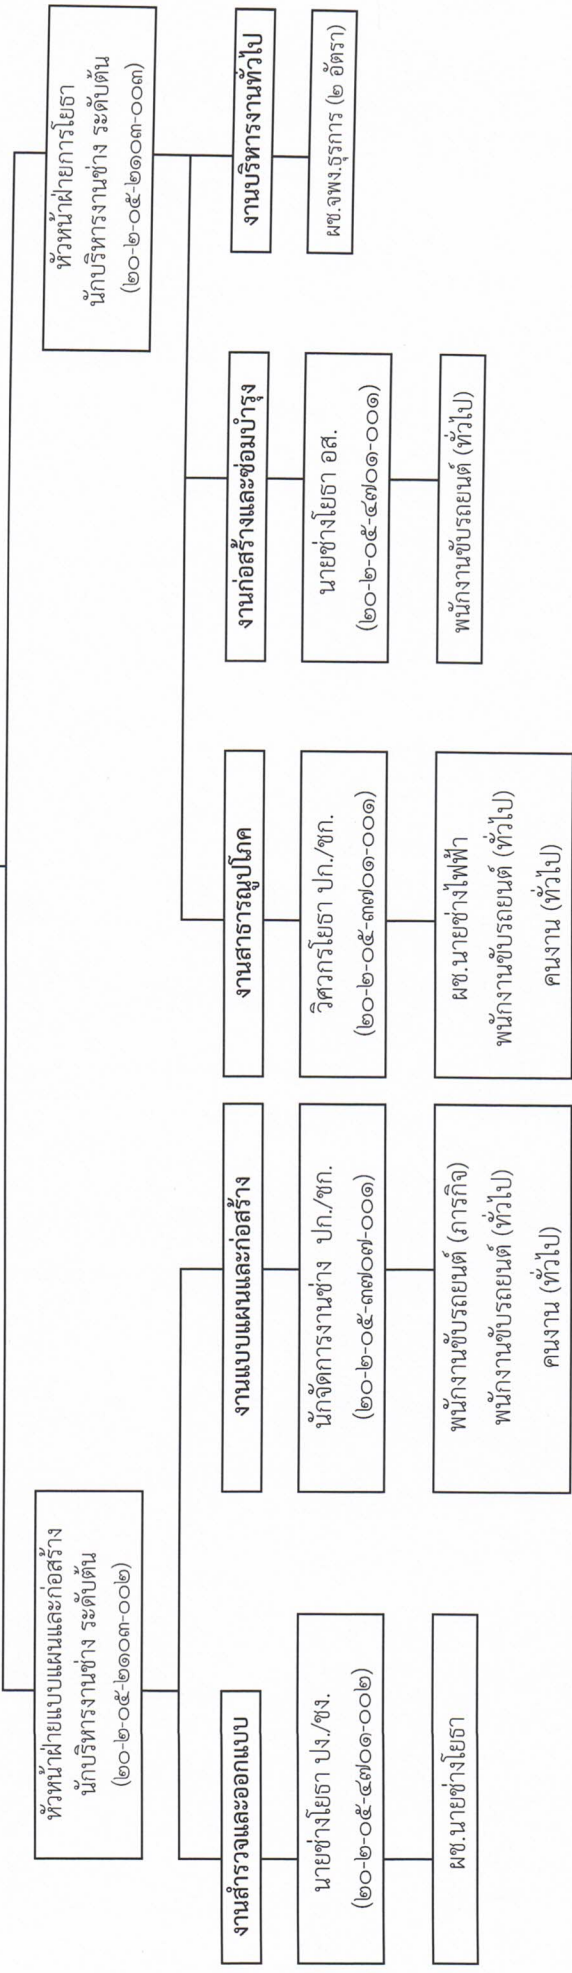 หัวหน้าฝ่ายแบบแผนและก่อสร้าง
นักบริหารงานช่าง ระดับต้น
(๒๐-๒-๐๕-๒๑๐๓-๐๐๒)
หัวหน้าฝ่ายการโยธา
นักบริหารงานช่าง ระดับต้น
(๒๐-๒-๐๕-๒๑๐๓-๐๐๓)
งานสำรวจและออกแบบ
นายช่างโยธา ปง./ชง.
(๒๐-๒-๐๕-๔๗๐๑-๐๐๒)
ผช.นายช่างโยธา
งานแบบแผนและก่อสร้าง
นักจัดการงานช่าง ปก./ชก.
(๒๐-๒-๐๕-๓๗๐๗-๐๐๑)
พนักงานขับรถยนต์ (ภารกิจ)
พนักงานขับรถยนต์ (ทั่วไป)
คนงาน (ทั่วไป)
งานสาธารณูปโภค
วิศวกรโยธา ปก./ชก.
(๒๐-๒-๐๕-๓๗๐๑-๐๐๑)
ผช.นายช่างไฟฟ้า
พนักงานขับรถยนต์ (ทั่วไป)
คนงาน (ทั่วไป)
งานก่อสร้างและซ่อมบำรุง
นายช่างโยธา อส.
(๒๐-๒-๐๕-๔๗๐๑-๐๐๑)
พนักงานขับรถยนต์ (ทั่วไป)
งานบริหารงานทั่วไป
ผช.จพง.ธุรการ (๒ อัตรา)